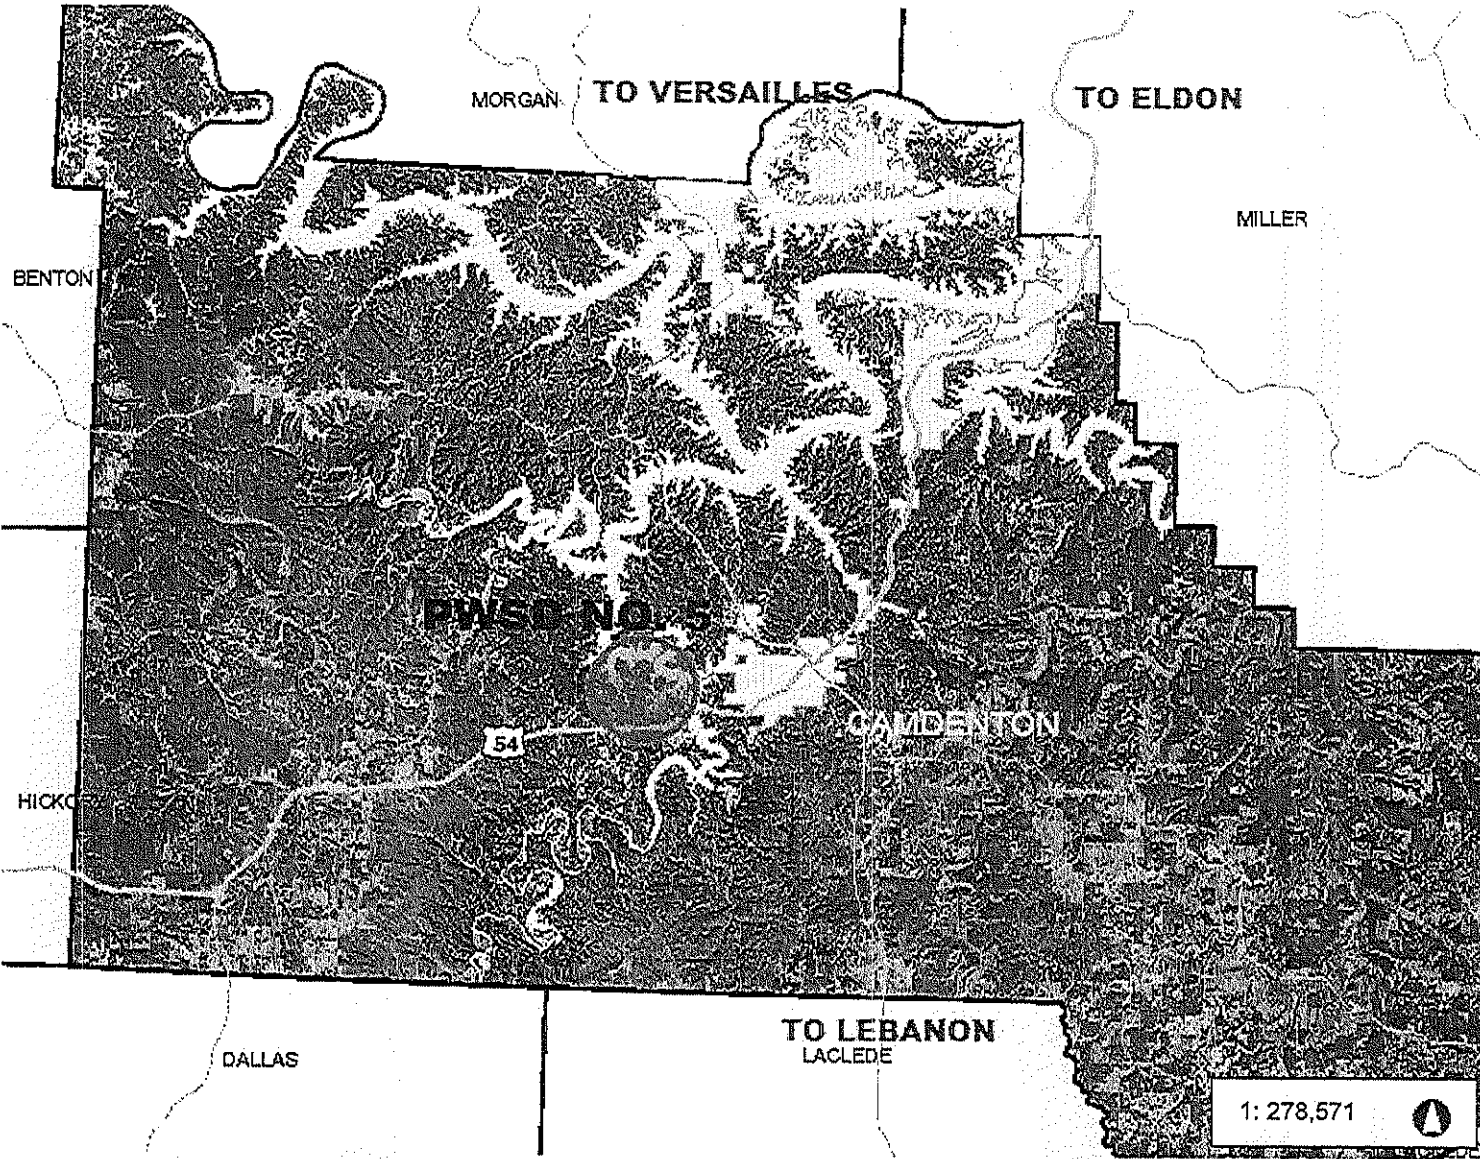 MORGAN
TO VERSAILLES
TO ELDON
MILLER
BENTON
PWSD NO. 5
CAMDENTON
54
HICKO
TO LEBANON
LACLEDE
DALLAS
1: 278,571